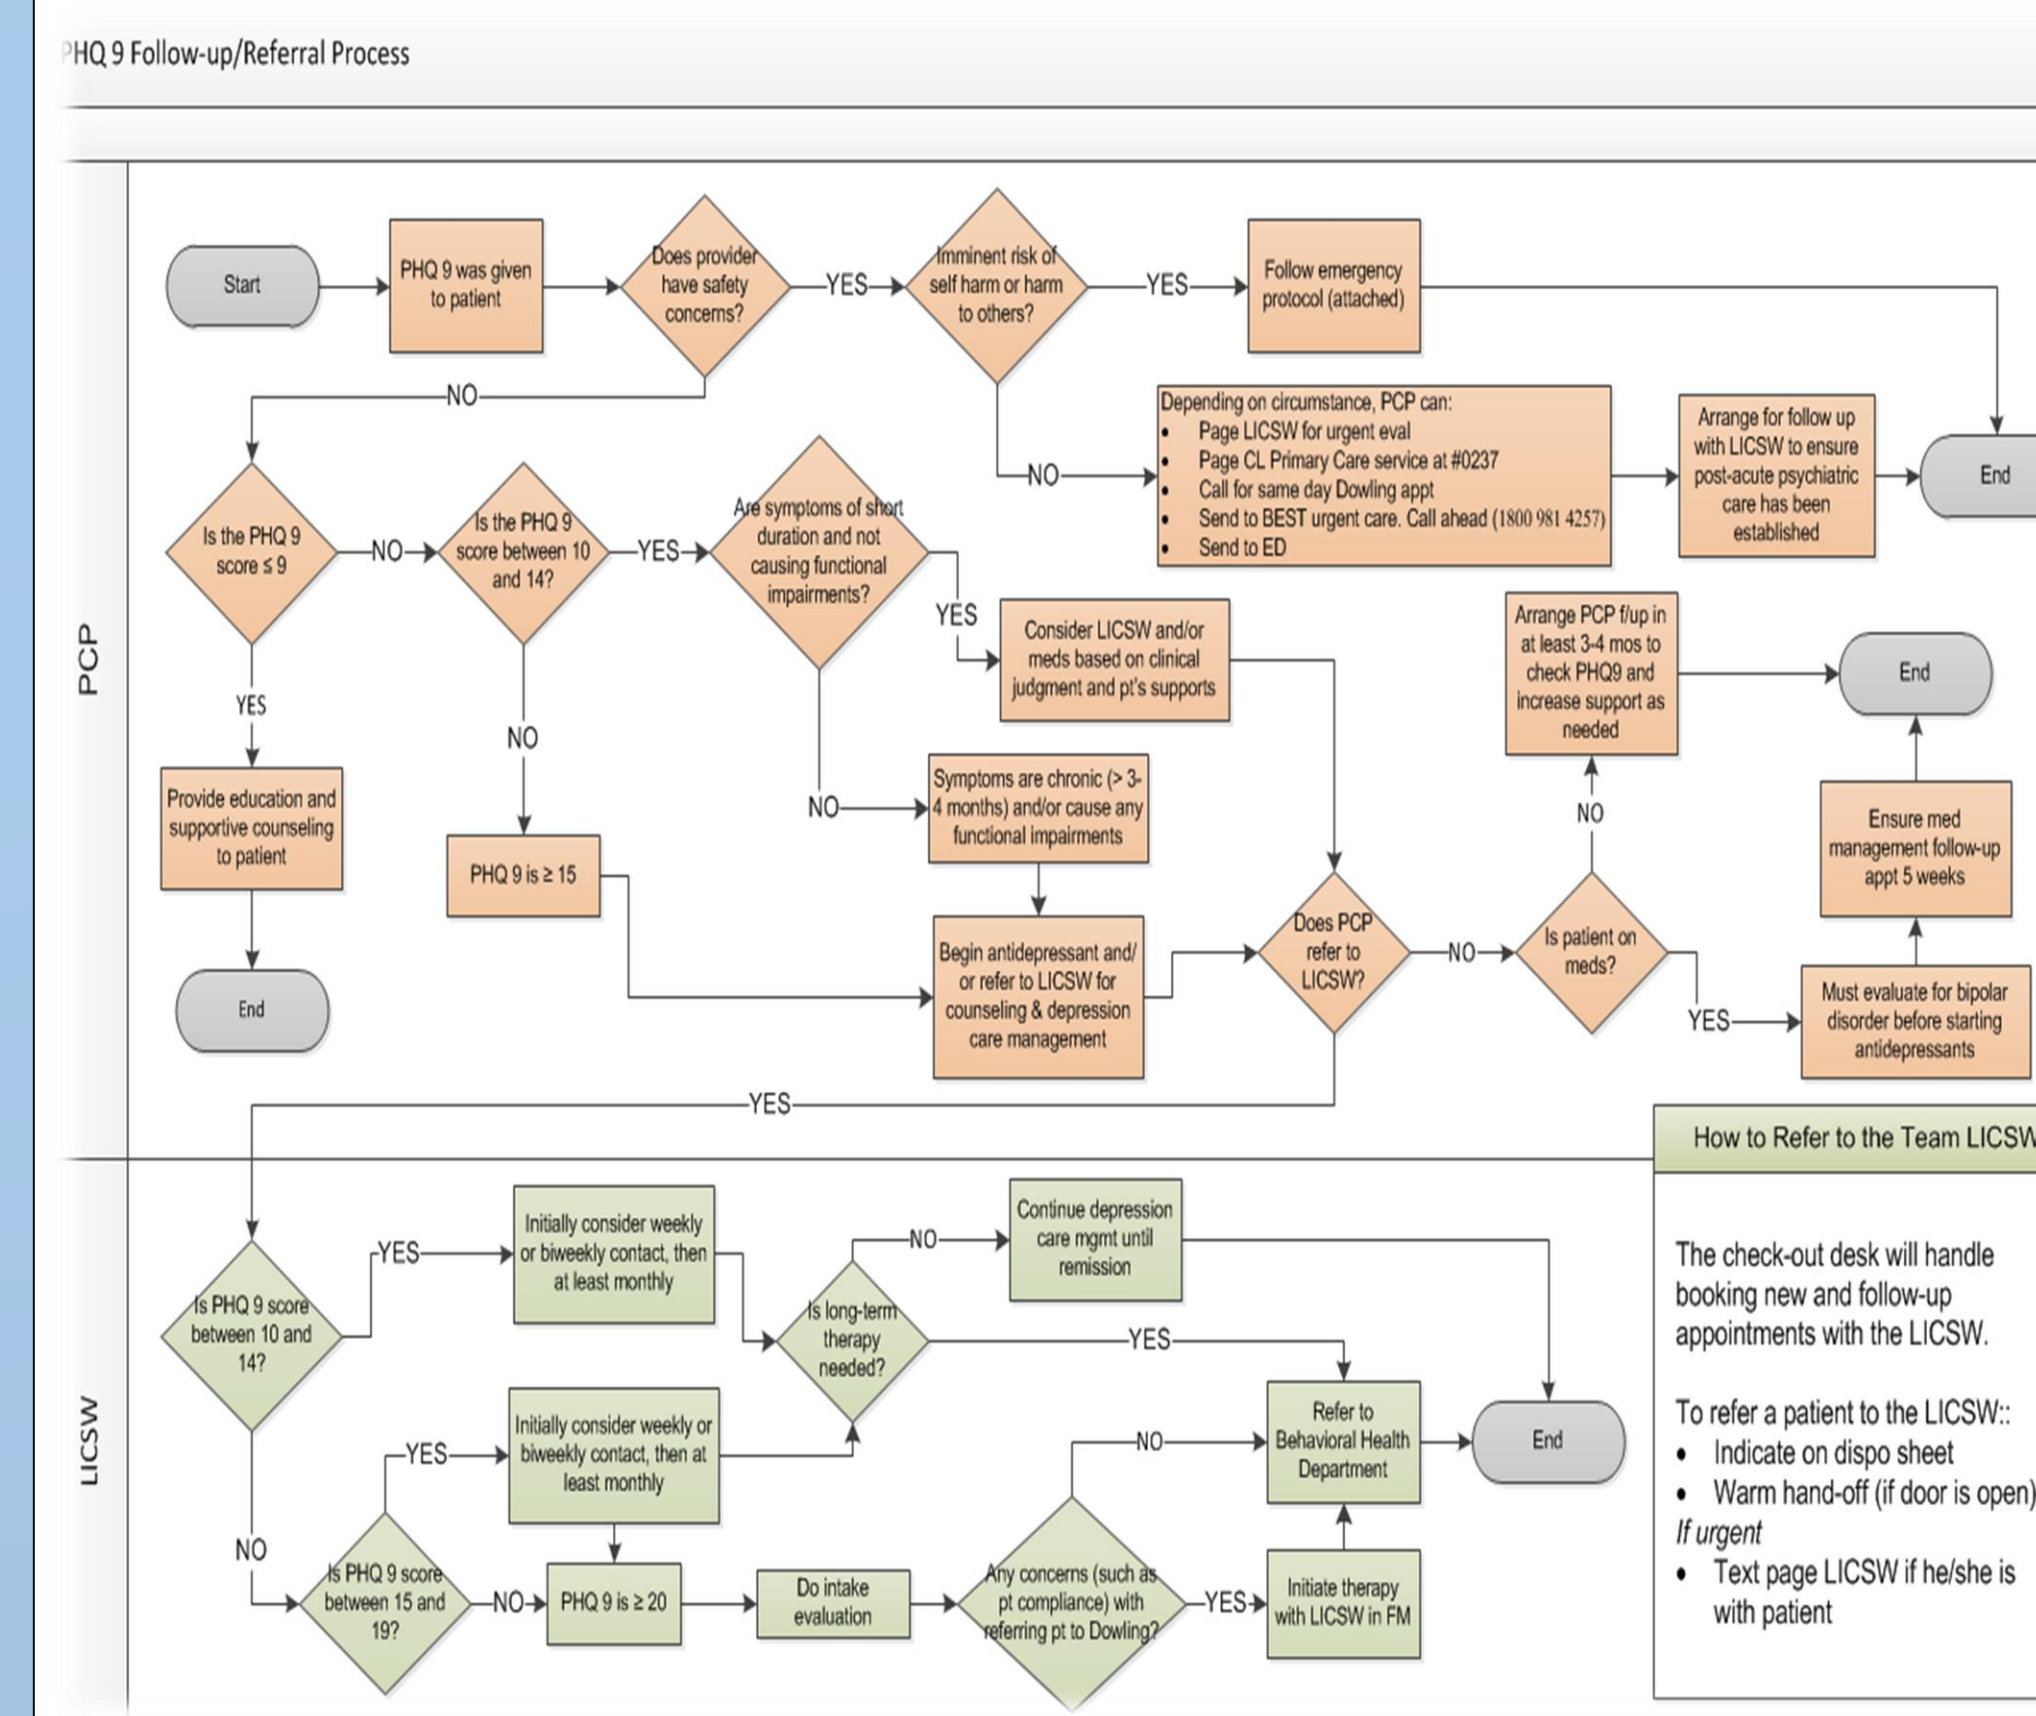 PHQ 9 Follow-up/Referral Process
PCP
Start
PHQ 9 was given
to patient
Does provider
have safety
concerns?
YES
Imminent risk of
self harm or harm
to others?
YES
Follow emergency
protocol (attached)
NO
NO
Depending on circumstance, PCP can:
• Page LICSW for urgent eval
• Page CL Primary Care service at #0237
• Call for same day Dowling appt
• Send to BEST urgent care. Call ahead (1800 981 4257)
• Send to ED
Arrange for follow up
with LICSW to ensure
post-acute psychiatric
care has been
established
End
Is the PHQ 9
score ≤ 9
NO
Is the PHQ 9
score between 10
and 14?
YES
Are symptoms of short
duration and not
causing functional
impairments?
YES
Consider LICSW and/or
meds based on clinical
judgment and pt's supports
Arrange PCP f/up in
at least 3-4 mos to
check PHQ9 and
increase support as
needed
End
YES
NO
NO
Symptoms are chronic (> 3-
4 months) and/or cause any
functional impairments
NO
Ensure med
management follow-up
appt 5 weeks
Provide education and
supportive counseling
to patient
PHQ 9 is ≥ 15
Begin antidepressant and/
or refer to LICSW for
counseling & depression
care management
Does PCP
refer to
LICSW?
NO
Is patient on
meds?
YES
Must evaluate for bipolar
disorder before starting
antidepressants
End
YES
LICSW
Is PHQ 9 score
between 10 and
14?
YES
Initially consider weekly
or biweekly contact, then
at least monthly
Is long-term
therapy
needed?
NO
Continue depression
care mgmt until
remission
YES
NO
Is PHQ 9 score
between 15 and
19?
YES
Initially consider weekly or
biweekly contact, then at
least monthly
NO
PHQ 9 is ≥ 20
Do intake
evaluation
Any concerns (such as
pt compliance) with
referring pt to Dowling?
NO
Refer to
Behavioral Health
Department
End
YES
Initiate therapy
with LICSW in FM
How to Refer to the Team LICSW
The check-out desk will handle
booking new and follow-up
appointments with the LICSW.
To refer a patient to the LICSW::
• Indicate on dispo sheet
• Warm hand-off (if door is open)
If urgent
• Text page LICSW if he/she is
with patient